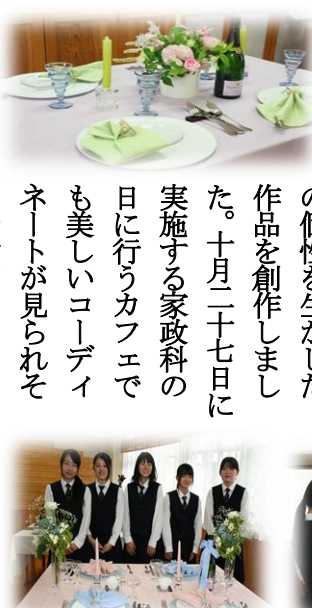 の個性を生かした
作品を創作しまし
た。十月二十七日に
実施する家政科の
日に行うカフェで
も美しいコーディ
ネートが見られそ